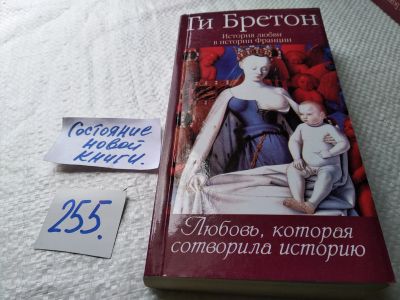 Ги Бретон
История любви
в истории Франции
Состояние
новой
книги.
255.
Любовь, которая
сотворила историю